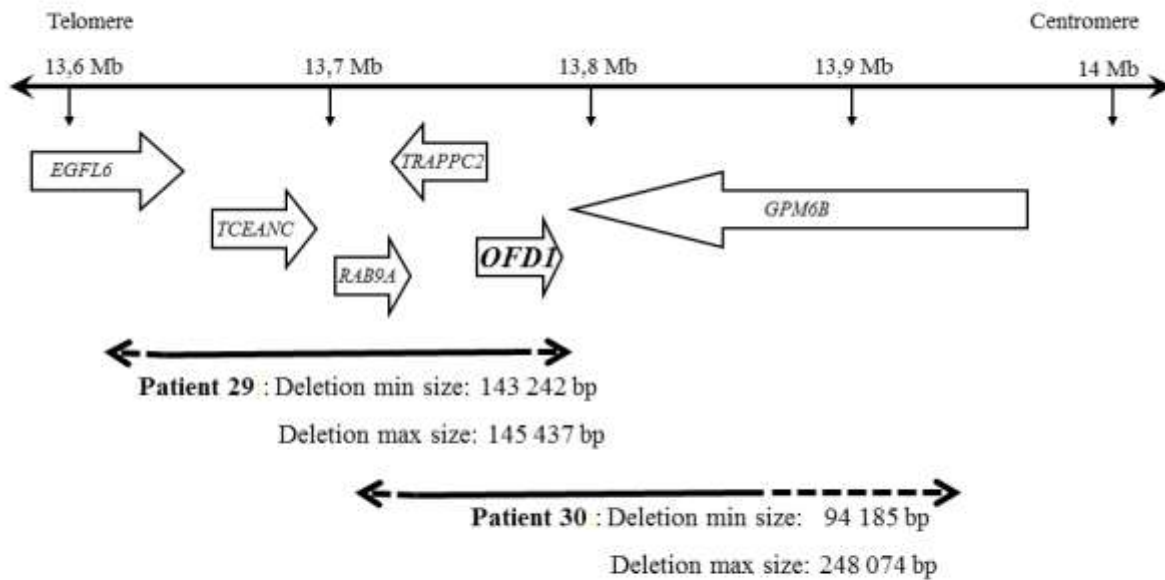 Telomere Centromere
13,6 Mb 13,7 Mb 13,8 Mb 13,9 Mb 14 Mb
EGFL6 TRAPPC2
TCEANC GPM6B
RAB9A OFD1
Patient 29 : Deletion min size: 143 242 bp
Deletion max size: 145 437 bp
Patient 30 : Deletion min size: 94 185 bp
Deletion max size: 248 074 bp